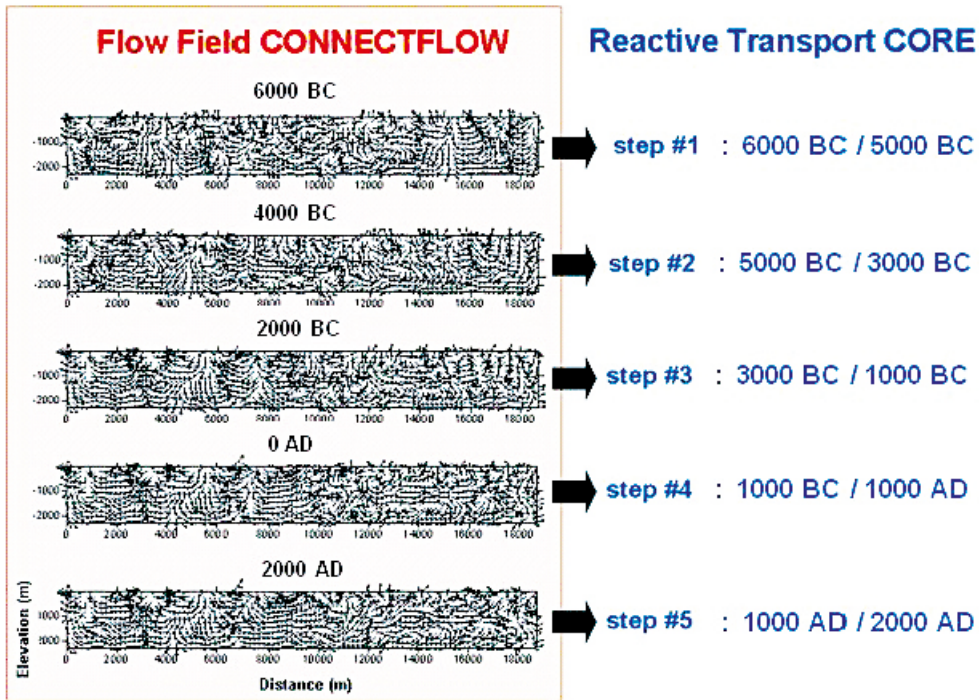 Flow Field CONNECTFLOW
Reactive Transport CORE
6000 BC
-1000
-2000
0 2000 4000 6000 8000 10000 12000 14000 16000 18000
step #1 : 6000 BC / 5000 BC
4000 BC
-1000
-2000
0 2000 4000 6000 8000 10000 12000 14000 16000 18000
step #2 : 5000 BC / 3000 BC
2000 BC
-1000
-2000
0 2000 4000 6000 8000 10000 12000 14000 16000 18000
step #3 : 3000 BC / 1000 BC
0 AD
-1000
-2000
0 2000 4000 6000 8000 10000 12000 14000 16000 18000
step #4 : 1000 BC / 1000 AD
2000 AD
Elevation (m)
0 2000 4000 6000 8000 10000 12000 14000 16000 18000
step #5 : 1000 AD / 2000 AD
Distance (m)